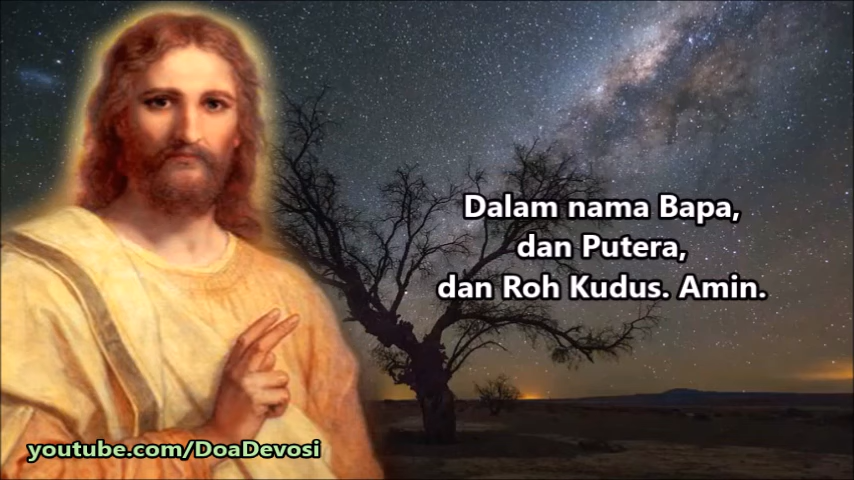 Dalam nama Bapa,
dan Putera,
dan Roh Kudus. Amin.
youtube.com/DoaDevosi